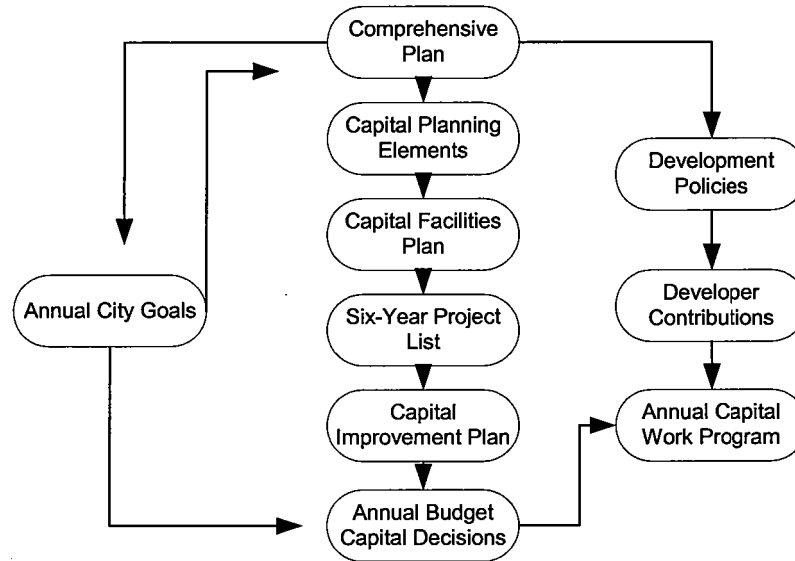 Comprehensive
Plan
Capital Planning
Elements
Capital Facilities
Plan
Six-Year Project
List
Capital
Improvement Plan
Annual Budget
Capital Decisions
Annual City Goals
Development
Policies
Developer
Contributions
Annual Capital
Work Program